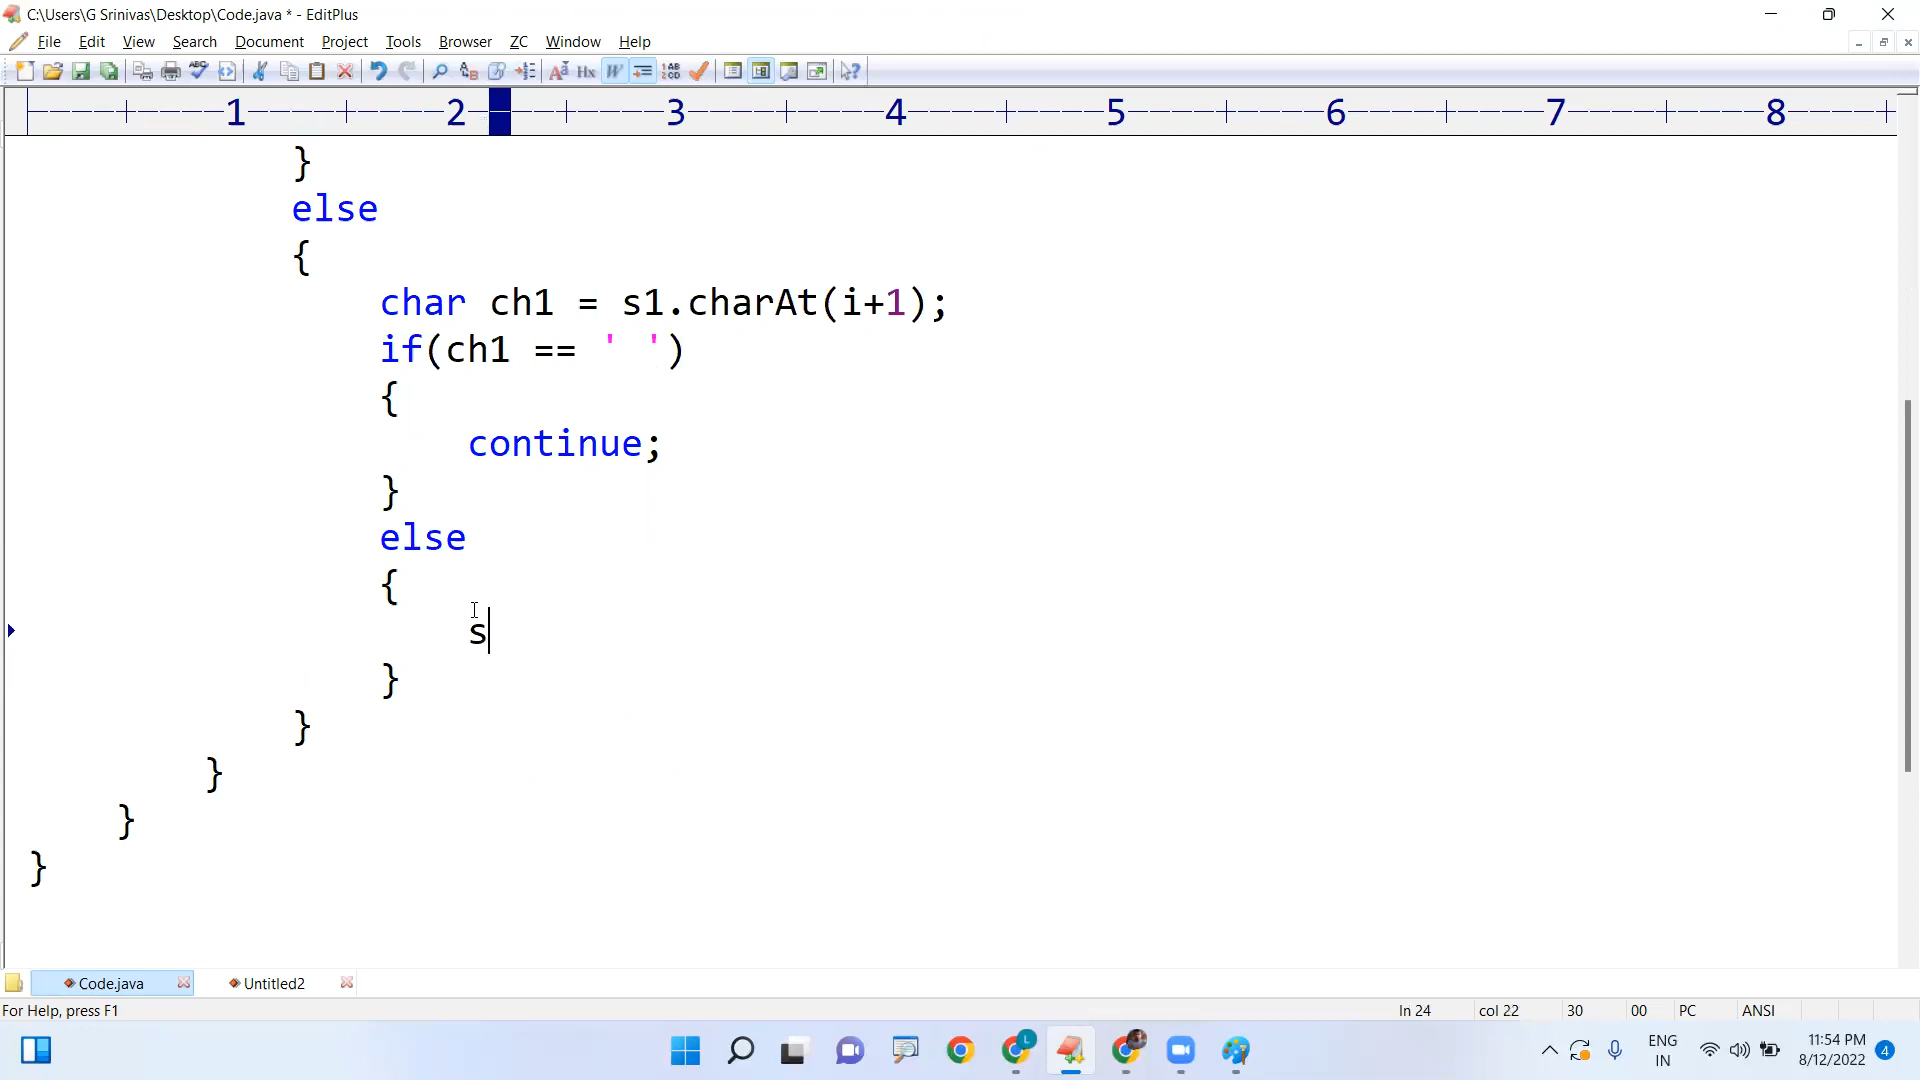 C:\Users\G Srinivas\Desktop\Code.java * - EditPlus
File Edit View Search Document Project Tools Browser ZC Window Help
1 2 3 4 5 6 7 8
}
else
{
char ch1 = s1.charAt(i+1);
if(ch1 == ' ')
{
continue;
}
else
{
s
}
}
}
}
}
Code.java Untitled2
For Help, press F1 ln 24 col 22 30 00 PC ANSI
ENG IN 11:54 PM 8/12/2022 4